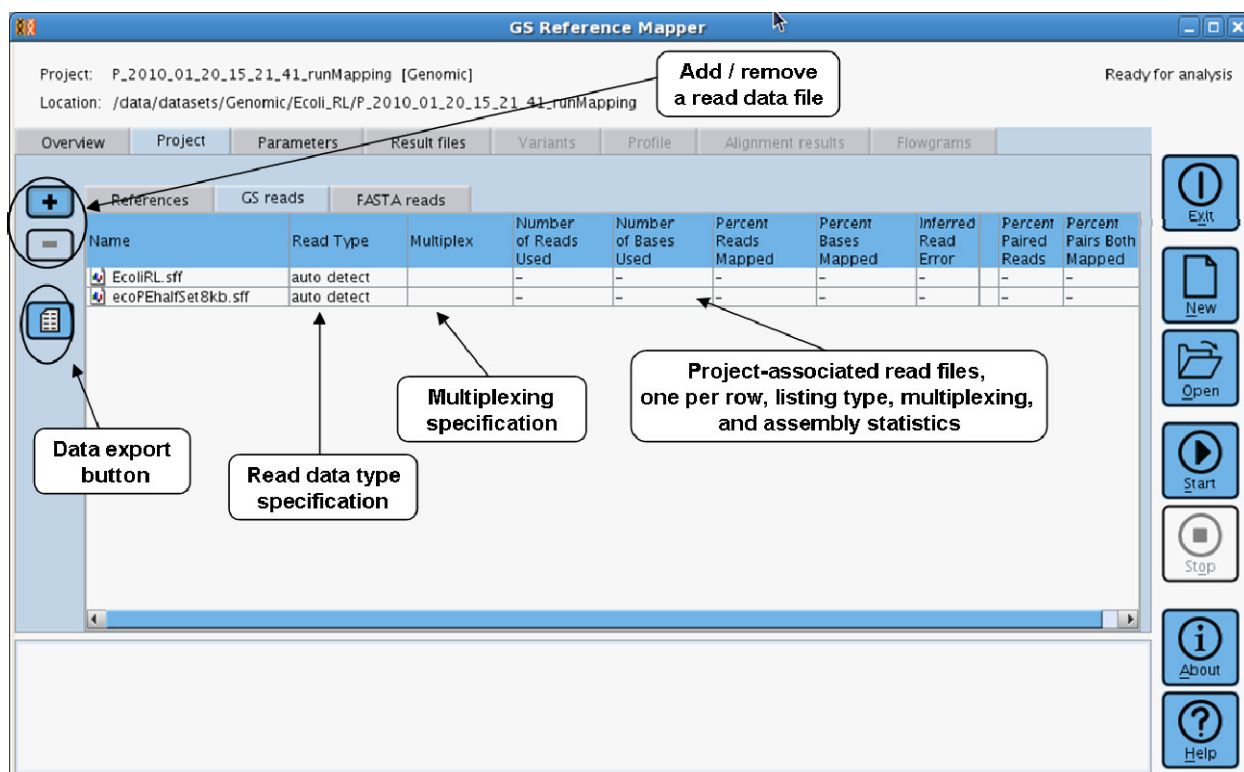 GS Reference Mapper
Project: P_2010_01_20_15_21_41_runMapping [Genomic]
Ready for analysis
Location: /data/datasets/Genomic/Ecoli_RL/P_2010_01_20_15_21_41_runMapping
Add / remove
a read data file
Overview Project Parameters Result files Variants Profile Alignment results Flowgrams
References GS reads FASTA reads
Name Read Type Multiplex
Number
of Reads
Used
Number
of Bases
Used
Percent
Reads
Mapped
Percent
Bases
Mapped
Inferred
Read
Error
Percent
Paired
Reads
Percent
Pairs Both
Mapped
EcoliRL.sff auto detect - - - - - - -
ecoPEhalfSet8kb.sff auto detect - - - - - - -
Multiplexing
specification
Project-associated read files,
one per row, listing type, multiplexing,
and assembly statistics
Data export
button
Read data type
specification
Exit
New
Open
Start
Stop
About
Help